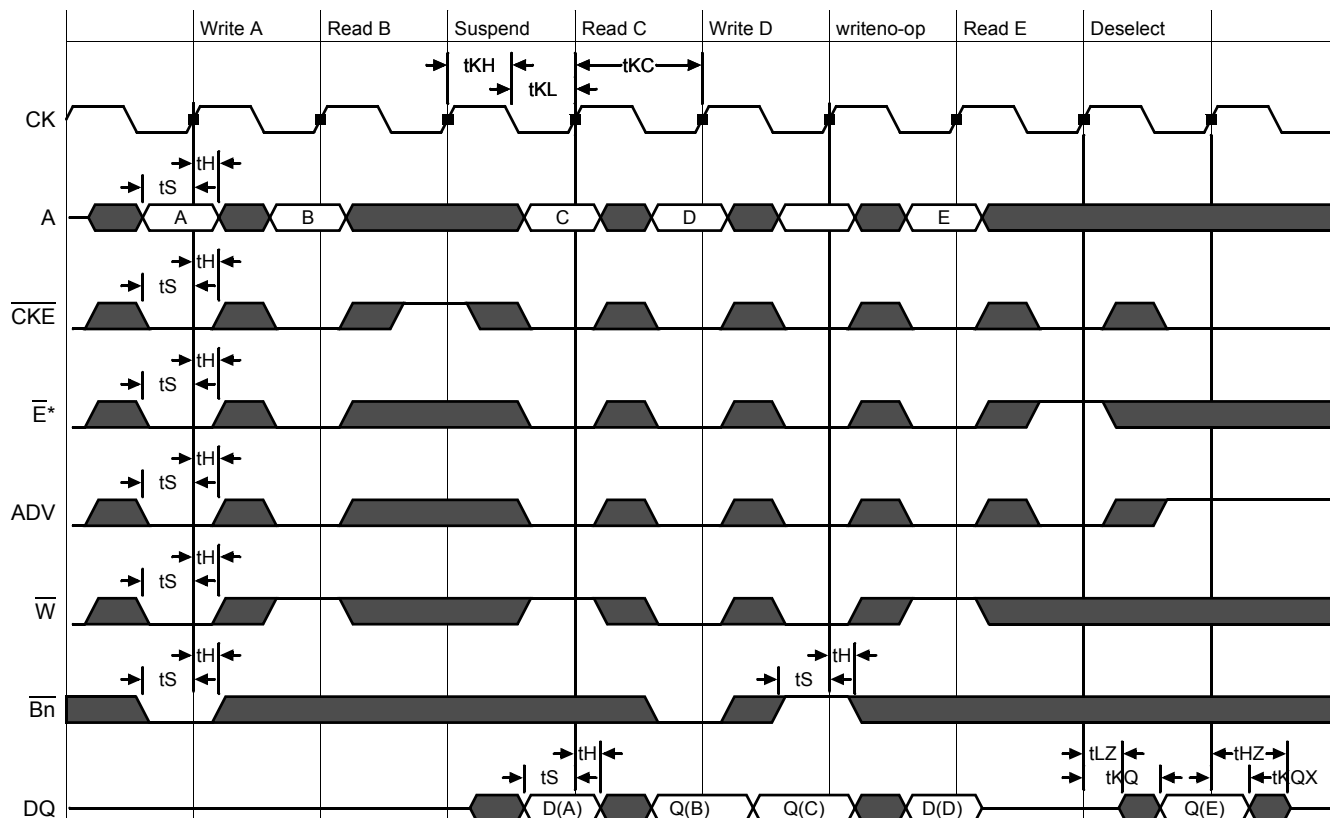 Write A Read B Suspend Read C Write D writeno-op Read E Deselect
tKH tKC
tKL
CK
tH
tS
A A B C D E
tH
tS
CKE
tH
tS
E*
tH
tS
ADV
tH
tS
W
tH tH
tS tS
Bn
tH tLZ tHZ
tS tKQ tKQX
DQ D(A) Q(B) Q(C) D(D) Q(E)